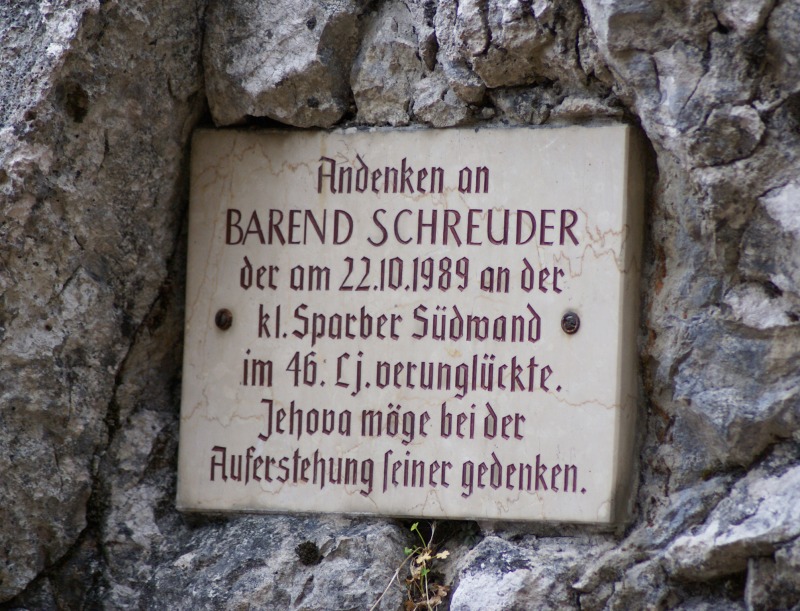 Andenken an
BAREND SCHREUDER
der am 22.10.1989 an der
kl. Sparber Südwand
im 46. Lj. verunglückte.
Jehova möge bei der
Auferstehung ſeiner gedenken.